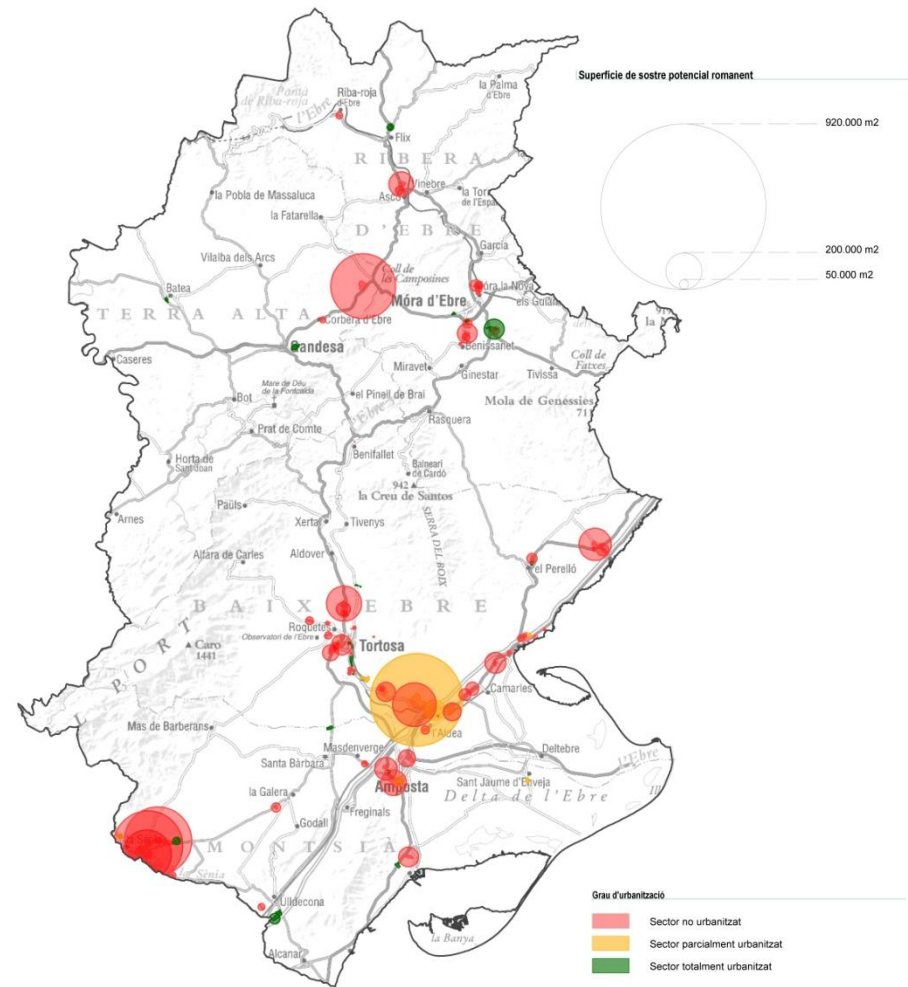 Superfície de sostre potencial romanent
920.000 m2
200.000 m2
50.000 m2
Panta
de Riba-roja
l'Ebre
Riba-roja
d'Ebre
la Palma
d'Ebre
Flix
RIBERA
D'EBRE
Vinebre
Ascó
la Torre
de l'Espa
la Pobla de Massaluca
la Fatarella
Garcia
Vilalba dels Arcs
Coll de
les Camposines
Batea
Móra d'Ebre
Móra la Nova
els Guiam
TERRA ALTA
Corbera d'Ebre
Gandesa
Benissanet
Caseres
Miravet
Ginestar
Tivissa
Coll de
Fatxes
Bot
Mare de Déu
de la Fontcalda
el Pinell de Brai
l'Ebre
Mola de Genessies
Rasquera
Prat de Comte
Benifallet
Horta de
Sant Joan
Balneari
de Cardó
942
la Creu de Santos
Arnes
Paüls
Xerta
Tivenys
SERRA DEL BOIX
Alfara de Carles
Aldover
el Perelló
BAIX EBRE
Roquetes
Observatori de l'Ebre
Tortosa
Caro
1441
PORT
Camarles
Mas de Barberans
l'Aldea
Masdenverge
Santa Bàrbara
Deltebre
l'Ebre
Amposta
Sant Jaume d'Enveja
Delta de l'Ebre
la Galera
Freginals
Godall
MONTSIÀ
la Sénia
Ulldecona
la Banya
Alcanar
Grau d'urbanització
Sector no urbanitzat
Sector parcialment urbanitzat
Sector totalment urbanitzat